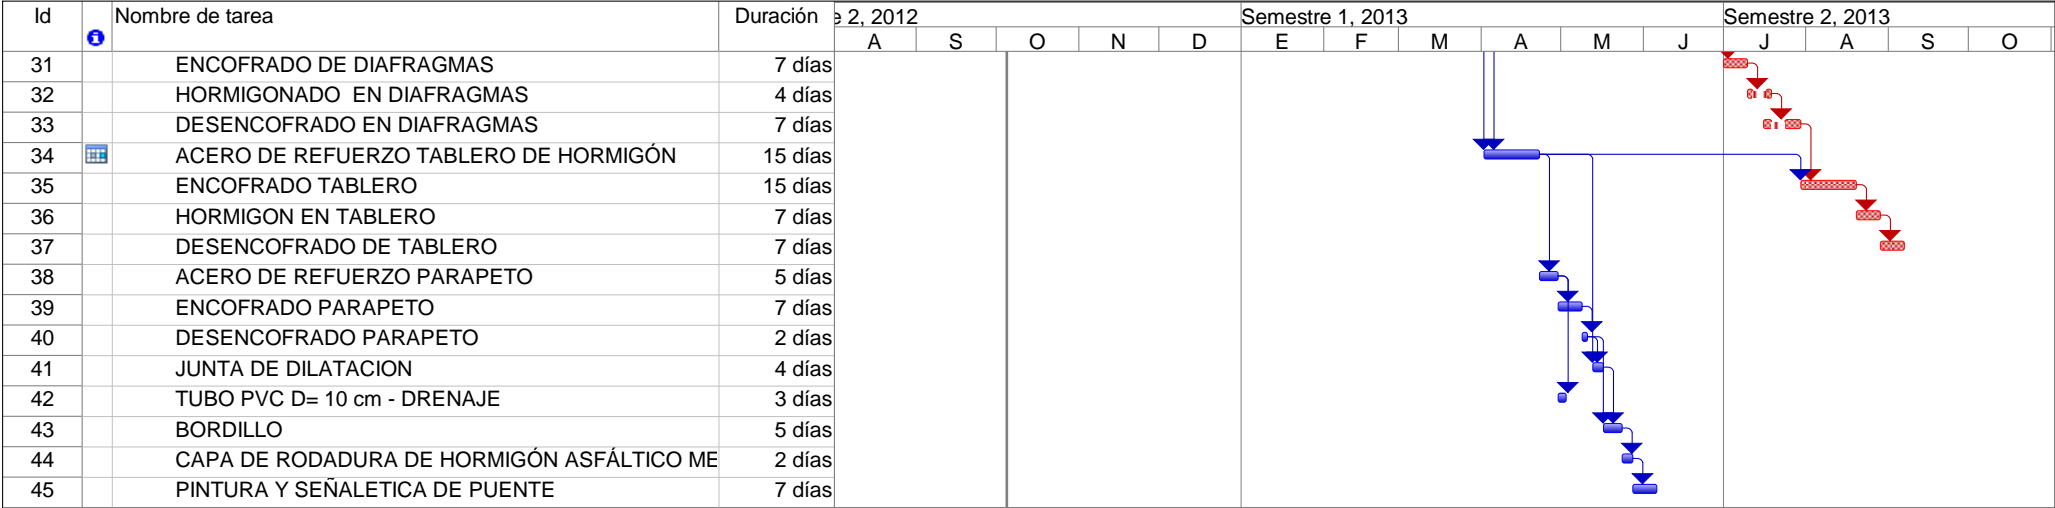 Id Nombre de tarea Duración e 2, 2012 Semestre 1, 2013 Semestre 2, 2013
A S O N D E F M A M J J A S O
31 ENCOFRADO DE DIAFRAGMAS 7 días
32 HORMIGONADO EN DIAFRAGMAS 4 días
33 DESENCOFRADO EN DIAFRAGMAS 7 días
34 ACERO DE REFUERZO TABLERO DE HORMIGÓN 15 días
35 ENCOFRADO TABLERO 15 días
36 HORMIGON EN TABLERO 7 días
37 DESENCOFRADO DE TABLERO 7 días
38 ACERO DE REFUERZO PARAPETO 5 días
39 ENCOFRADO PARAPETO 7 días
40 DESENCOFRADO PARAPETO 2 días
41 JUNTA DE DILATACION 4 días
42 TUBO PVC D= 10 cm - DRENAJE 3 días
43 BORDILLO 5 días
44 CAPA DE RODADURA DE HORMIGÓN ASFÁLTICO ME 2 días
45 PINTURA Y SEÑALETICA DE PUENTE 7 días